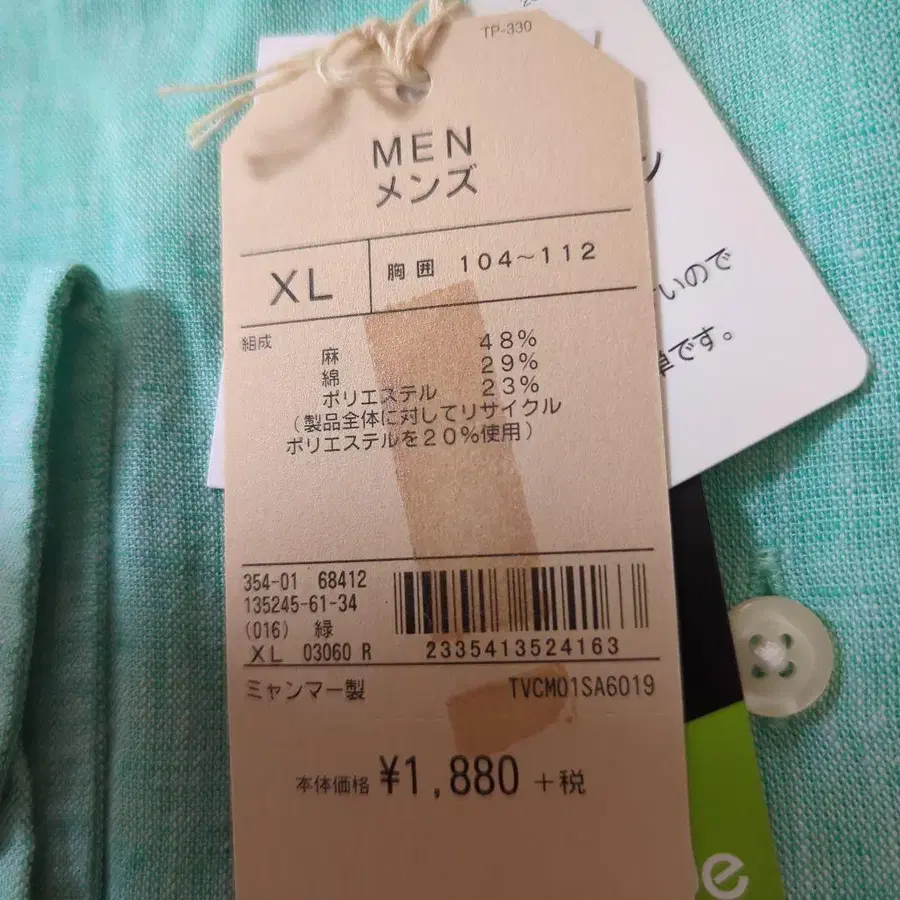 TP-330
MEN
メンズ
XL 胸囲 104～112
組成
麻 48%
綿 29%
ポリエステル 23%
(製品全体に対してリサイクル
ポリエステルを20%使用)
354-01 68412
135245-61-34
(016) 緑
XL 03060 R
2335413524163
ミャンマー製 TVCM01SA6019
本体価格 ¥1,880 +税
ン
いので
単です。
be